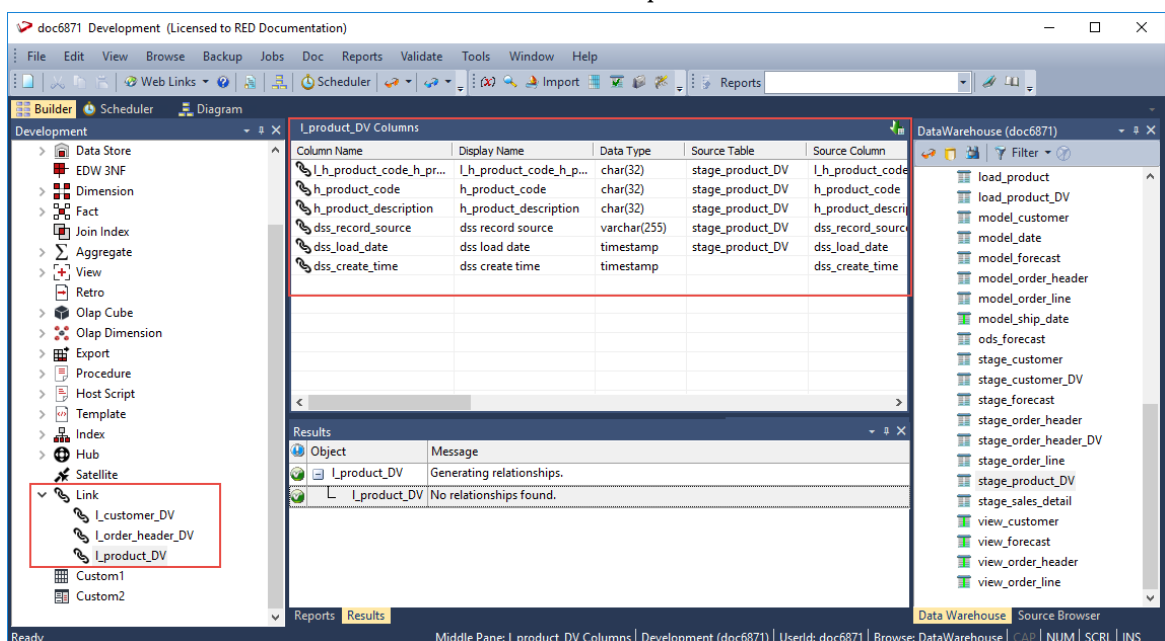 doc6871 Development (Licensed to RED Documentation)
File Edit View Browse Backup Jobs Doc Reports Validate Tools Window Help
Web Links Scheduler Import Reports
Builder Scheduler Diagram
Development
Data Store
EDW 3NF
Dimension
Fact
Join Index
Aggregate
View
Retro
Olap Cube
Olap Dimension
Export
Procedure
Host Script
Template
Index
Hub
Satellite
Link
l_customer_DV
l_order_header_DV
l_product_DV
Custom1
Custom2
l_product_DV Columns
Column Name Display Name Data Type Source Table Source Column
l_h_product_code_h_pr... l_h_product_code_h_p... char(32) stage_product_DV l_h_product_code
h_product_code h_product_code char(32) stage_product_DV h_product_code
h_product_description h_product_description char(32) stage_product_DV h_product_descri
dss_record_source dss record source varchar(255) stage_product_DV dss_record_source
dss_load_date dss load date timestamp stage_product_DV dss_load_date
dss_create_time dss create time timestamp dss_create_time
Results
Object Message
l_product_DV Generating relationships.
l_product_DV No relationships found.
Reports Results
DataWarehouse (doc6871)
Filter
load_product
load_product_DV
model_customer
model_date
model_forecast
model_order_header
model_order_line
model_ship_date
ods_forecast
stage_customer
stage_customer_DV
stage_forecast
stage_order_header
stage_order_header_DV
stage_order_line
stage_product_DV
stage_sales_detail
view_customer
view_forecast
view_order_header
view_order_line
Data Warehouse Source Browser
Ready Middle Pane: l_product_DV Columns Development (doc6871) UserId: doc6871 Browse: DataWarehouse CAP NUM SCRL INS